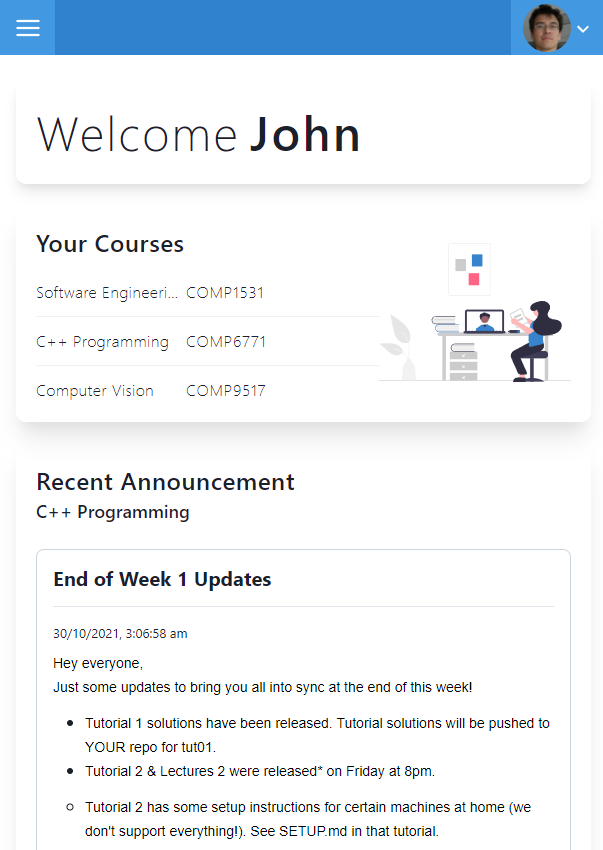 Welcome John
Your Courses
Software Engineeri... COMP1531
C++ Programming COMP6771
Computer Vision COMP9517
Recent Announcement
C++ Programming
End of Week 1 Updates
30/10/2021, 3:06:58 am
Hey everyone,
Just some updates to bring you all into sync at the end of this week!
Tutorial 1 solutions have been released. Tutorial solutions will be pushed to
YOUR repo for tut01.
Tutorial 2 & Lectures 2 were released* on Friday at 8pm.
Tutorial 2 has some setup instructions for certain machines at home (we
don't support everything!). See SETUP.md in that tutorial.